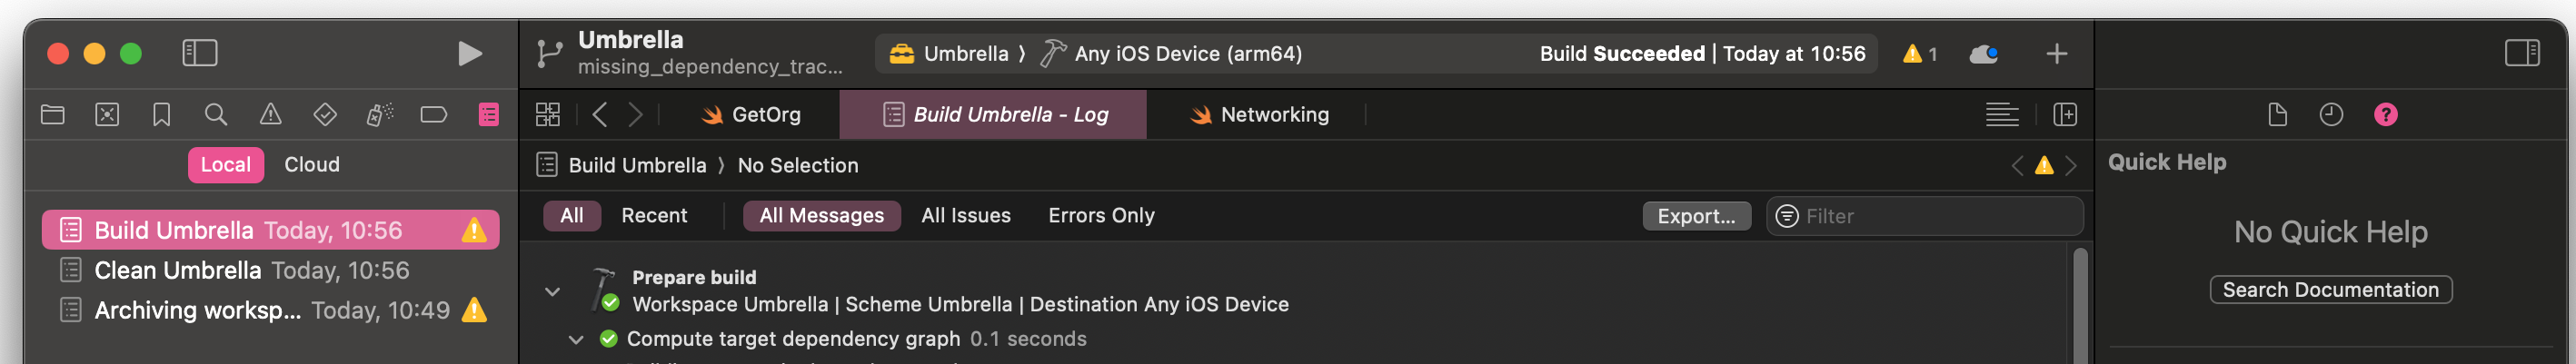 Umbrella
missing_dependency_trac...
Umbrella ⟩ Any iOS Device (arm64)
Build Succeeded | Today at 10:56
1
GetOrg
Build Umbrella - Log
Networking
Local
Cloud
Build Umbrella ⟩ No Selection
Quick Help
All
Recent
All Messages
All Issues
Errors Only
Export...
Filter
Build Umbrella Today, 10:56
Clean Umbrella Today, 10:56
Archiving worksp... Today, 10:49
No Quick Help
Search Documentation
Prepare build
Workspace Umbrella | Scheme Umbrella | Destination Any iOS Device
Compute target dependency graph 0.1 seconds